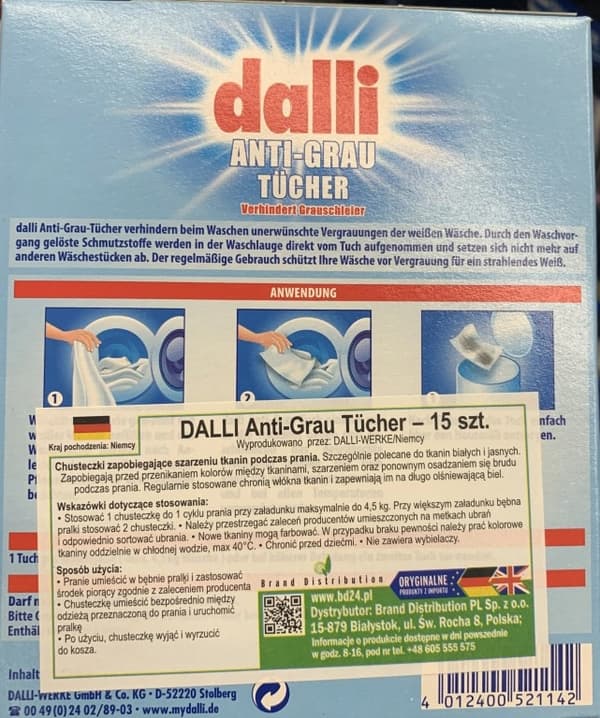 dalli
ANTI-GRAU
TÜCHER
Verhindert Grauschleier
dalli Anti-Grau-Tücher verhindern beim Waschen unerwünschte Vergrauungen der weißen Wäsche. Durch den Waschvor-
gang gelöste Schmutzstoffe werden in der Waschlauge direkt vom Tuch aufgenommen und setzen sich nicht mehr auf
anderen Wäschestücken ab. Der regelmäßige Gebrauch schützt Ihre Wäsche vor Vergrauung für ein strahlendes Weiß.
ANWENDUNG
1
2
nfach
en.
Kraj pochodzenia: Niemcy
DALLI Anti-Grau Tücher – 15 szt.
Wyprodukowano przez: DALLI-WERKE/Niemcy
Chusteczki zapobiegające szarzeniu tkanin podczas prania. Szczególnie polecane do tkanin białych i jasnych.
Zapobiegają przed przenikaniem kolorów między tkaninami, szarzeniem oraz ponownym osadzaniem się brudu
podczas prania. Regularnie stosowane chronią włókna tkanin i zapewniają im na długo olśniewającą biel.
Wskazówki dotyczące stosowania:
• Stosować 1 chusteczkę do 1 cyklu prania przy załadunku maksymalnie do 4,5 kg. Przy większym załadunku bębna
pralki stosować 2 chusteczki. • Należy przestrzegać zaleceń producentów umieszczonych na metkach ubrań
i odpowiednio sortować ubrania. • Nowe tkaniny mogą farbować. W przypadku braku pewności należy prać kolorowe
tkaniny oddzielnie w chłodnej wodzie, max 40°C. • Chronić przed dziećmi. • Nie zawiera wybielaczy.
1 Tuch
Sposób użycia:
• Pranie umieścić w bębnie pralki i zastosować
środek piorący zgodnie z zaleceniem producenta
• Chusteczkę umieścić bezpośrednio między
odzieżą przeznaczoną do prania i uruchomić
pralkę
• Po użyciu, chusteczkę wyjąć i wyrzucić
do kosza.
Brand Distribution
ORYGINALNE
PRODUKTY Z IMPORTU
www.bd24.pl
Dystrybutor: Brand Distribution PL Sp. z o.o.
15-879 Białystok, ul. Św. Rocha 8, Polska;
Informacje o produkcie dostępne w dni powszednie
w godz. 8-16, pod nr tel. +48 605 555 575
Darf n
Bitte
Enthäl
Inhalt
DALLI-WERKE GmbH & Co. KG • D-52220 Stolberg
☎ 00 49 (0) 24 02/89-03 • www.mydalli.de
4 012400 521142